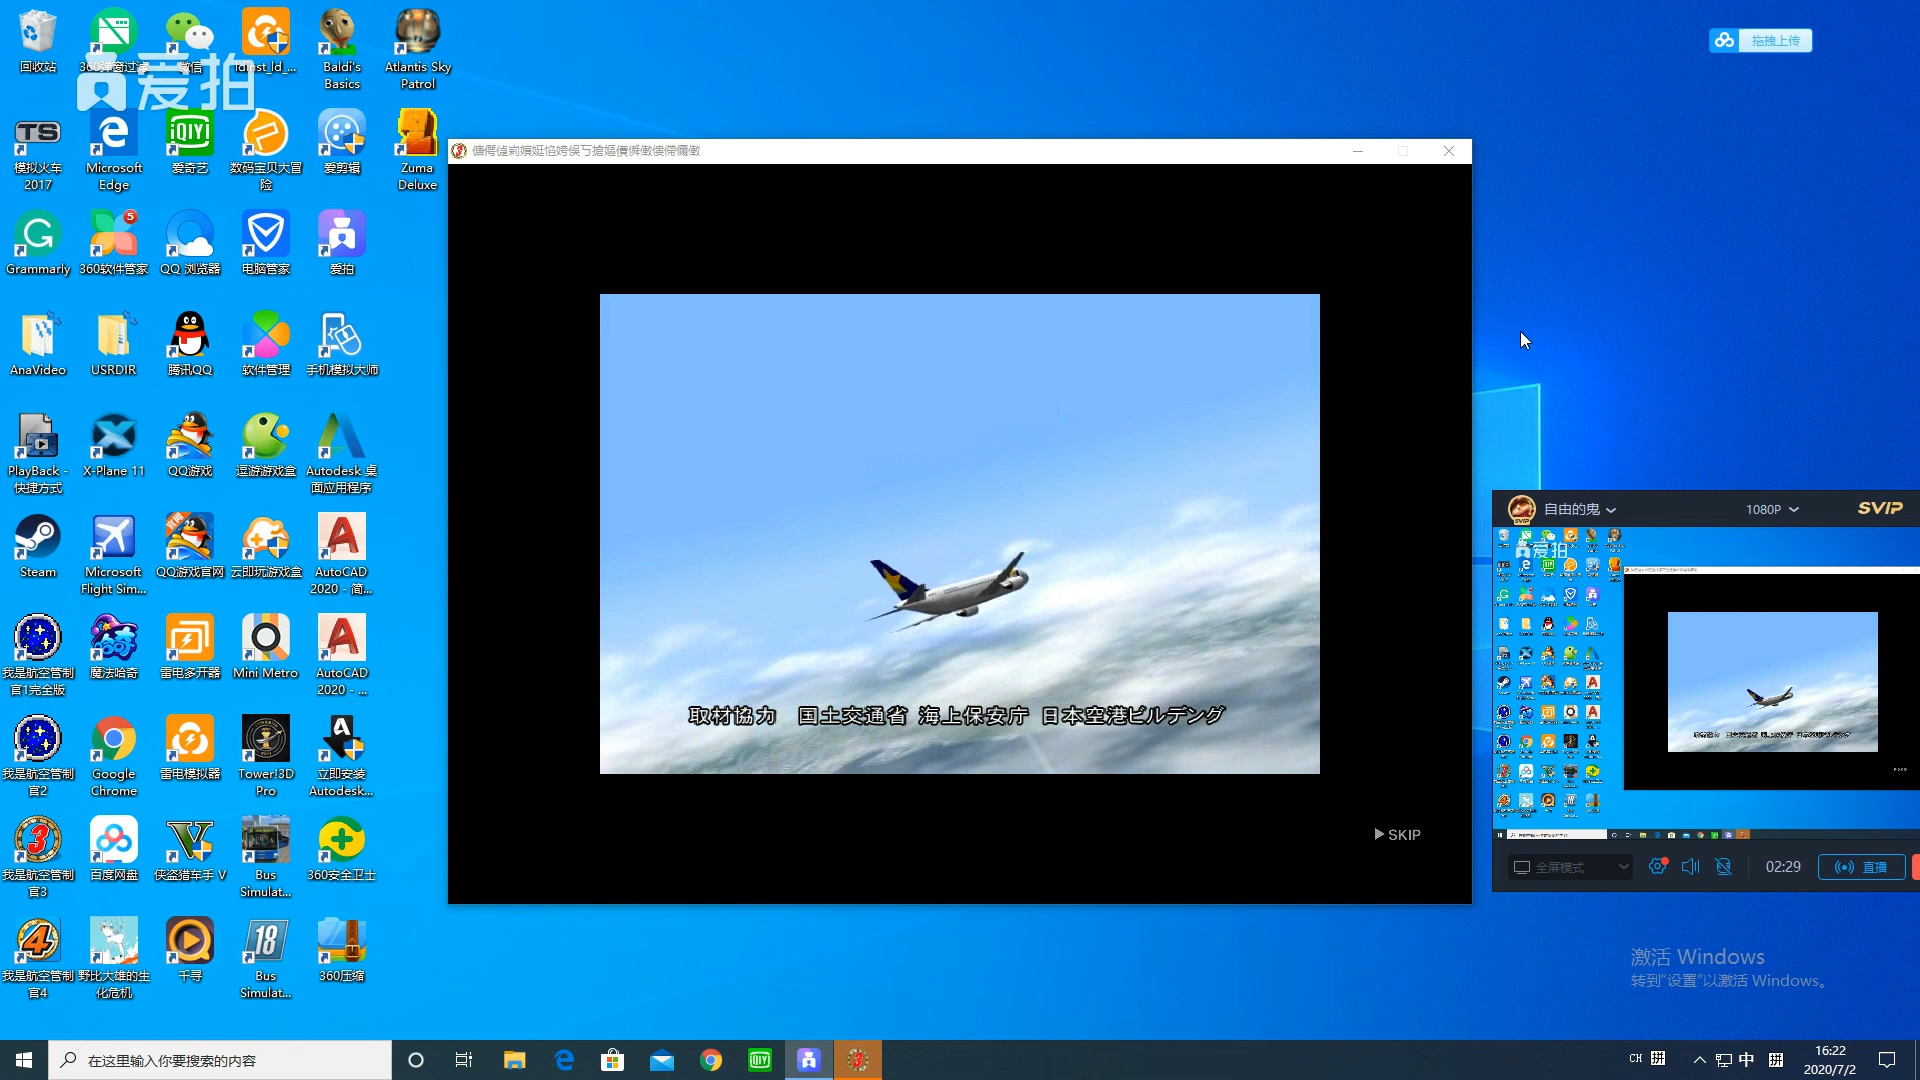 回收站
微信
Baldi's
Basics
Atlantis Sky
Patrol
爱拍
拖拽上传
模拟火车
2017
Microsoft
Edge
爱奇艺
数码宝贝大冒
险
爱剪辑
Zuma
Deluxe
Grammarly
360软件管家
QQ 浏览器
电脑管家
爱拍
AnaVideo
USRDIR
腾讯QQ
软件管理
手机模拟大师
PlayBack -
快捷方式
X-Plane 11
QQ游戏
逗游游戏盒
Autodesk 桌
面应用程序
Steam
Microsoft
Flight Sim...
QQ游戏官网
云即玩游戏盒
AutoCAD
2020 - 简...
我是航空管制
官1完全版
魔法哈奇
雷电多开器
Mini Metro
AutoCAD
2020 - ...
我是航空管制
官2
Google
Chrome
雷电模拟器
Tower!3D
Pro
立即安装
Autodesk...
我是航空管制
官3
百度网盘
侠盗猎车手 V
Bus
Simulat...
360安全卫士
我是航空管制
官4
野比大雄的生
化危机
千寻
Bus
Simulat...
360压缩
取材協力 国土交通省 海上保安庁 日本空港ビルデング
SKIP
自由的鬼
1080P
SVIP
全屏模式
02:29
直播
激活 Windows
转到"设置"以激活 Windows。
在这里输入你要搜索的内容
CH 拼
中 拼
16:22
2020/7/2